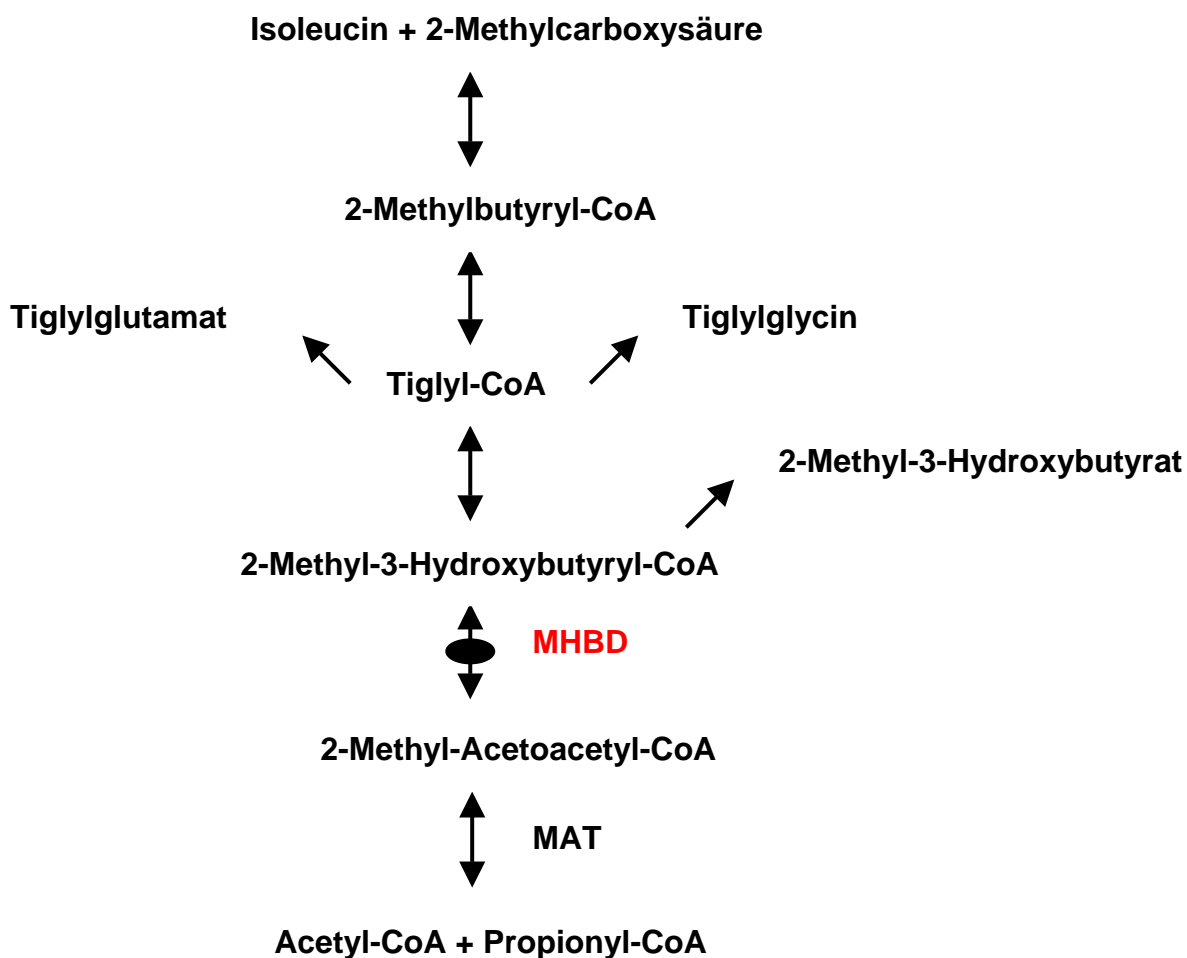 Isoleucin + 2-Methylcarboxysäure
2-Methylbutyryl-CoA
Tiglylglutamat
Tiglylglycin
Tiglyl-CoA
2-Methyl-3-Hydroxybutyrat
2-Methyl-3-Hydroxybutyryl-CoA
MHBD
2-Methyl-Acetoacetyl-CoA
MAT
Acetyl-CoA + Propionyl-CoA